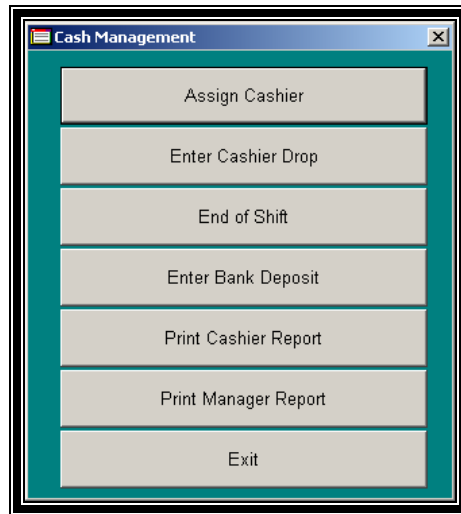 Cash Management
Assign Cashier
Enter Cashier Drop
End of Shift
Enter Bank Deposit
Print Cashier Report
Print Manager Report
Exit